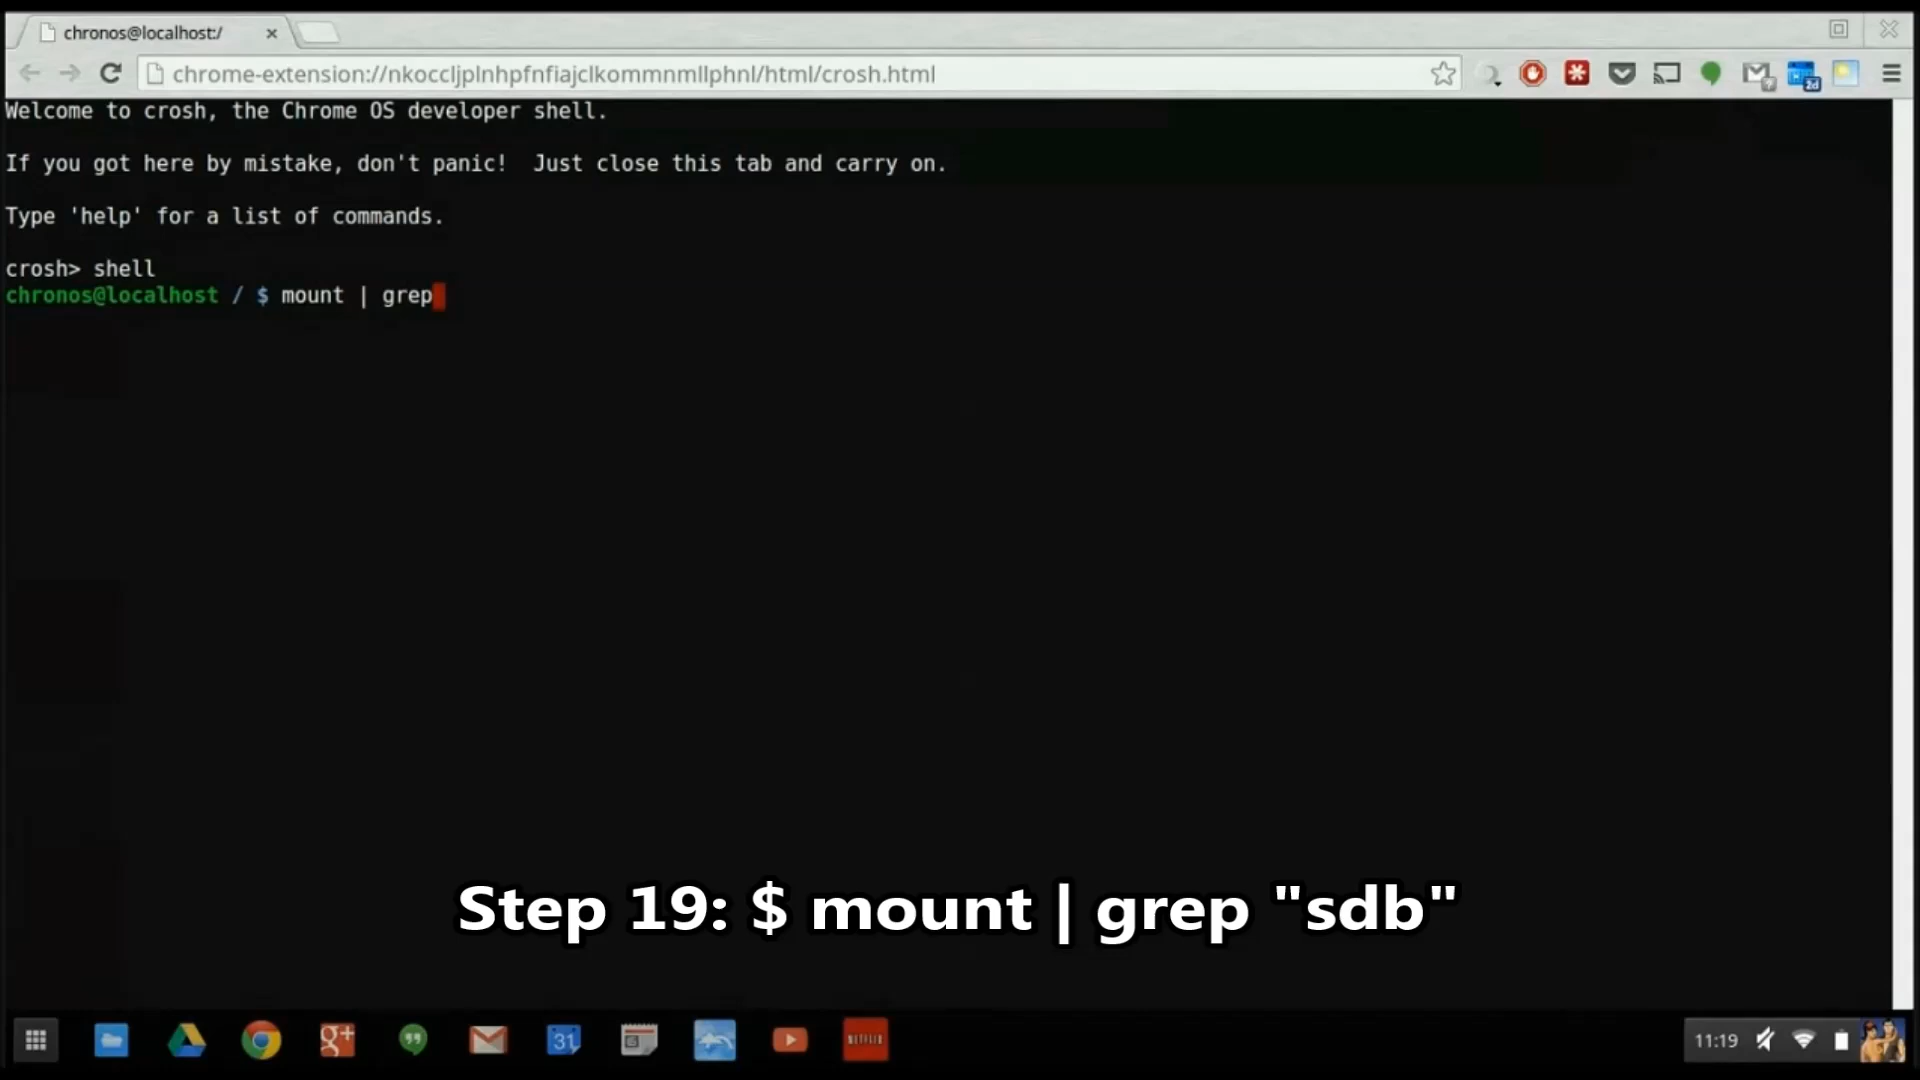 chronos@localhost:/
chrome-extension://nkoccljplnhpfnfiajclkommnmllphnl/html/crosh.html
Welcome to crosh, the Chrome OS developer shell.
If you got here by mistake, don't panic!  Just close this tab and carry on.
Type 'help' for a list of commands.
crosh> shell
chronos@localhost / $ mount | grep
Step 19: $ mount | grep "sdb"
g+
31
NETFLIX
11:19